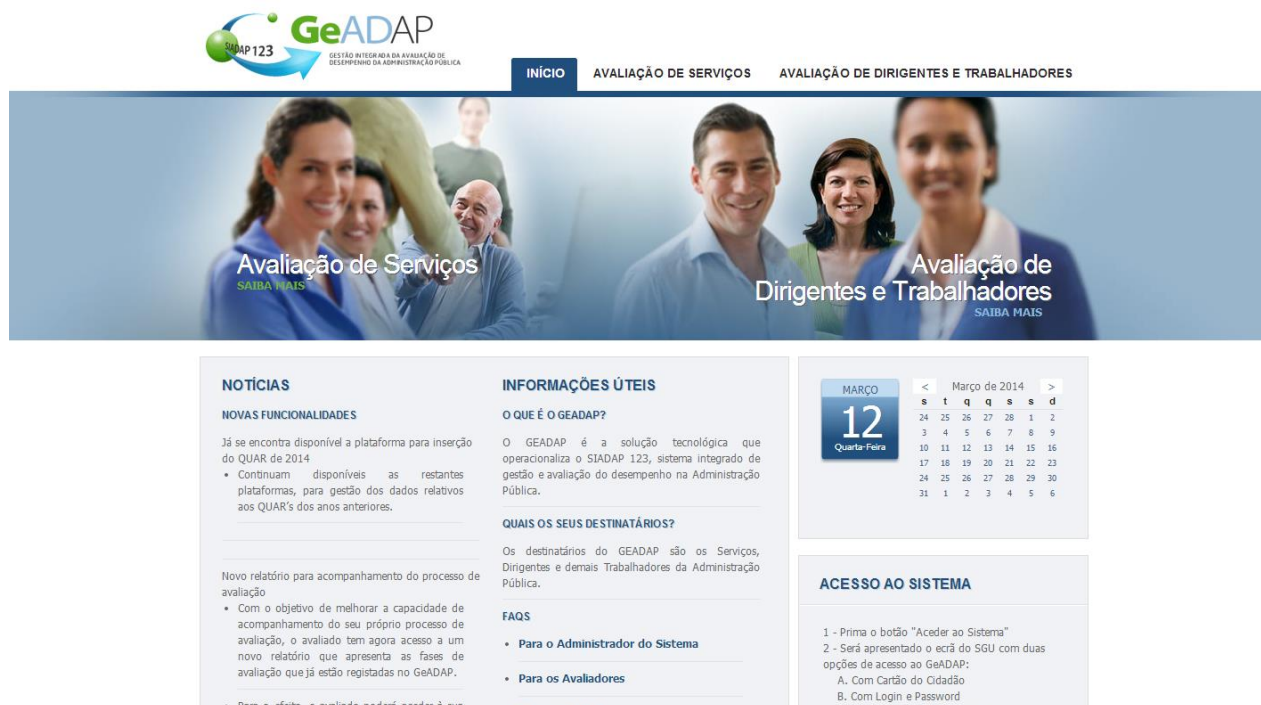 SIADAP 123
GeADAP
GESTÃO INTEGRADA DA AVALIAÇÃO DE
DESEMPENHO DA ADMINISTRAÇÃO PÚBLICA
INÍCIO
AVALIAÇÃO DE SERVIÇOS
AVALIAÇÃO DE DIRIGENTES E TRABALHADORES
Avaliação de Serviços
SAIBA MAIS
Avaliação de
Dirigentes e Trabalhadores
SAIBA MAIS
NOTÍCIAS
NOVAS FUNCIONALIDADES
Já se encontra disponível a plataforma para inserção
do QUAR de 2014
• Continuam disponíveis as restantes
plataformas, para gestão dos dados relativos
aos QUAR's dos anos anteriores.
Novo relatório para acompanhamento do processo de
avaliação
• Com o objetivo de melhorar a capacidade de
acompanhamento do seu próprio processo de
avaliação, o avaliado tem agora acesso a um
novo relatório que apresenta as fases de
avaliação que já estão registadas no GeADAP.
INFORMAÇÕES ÚTEIS
O QUE É O GEADAP?
O GEADAP é a solução tecnológica que
operacionaliza o SIADAP 123, sistema integrado de
gestão e avaliação do desempenho na Administração
Pública.
QUAIS OS SEUS DESTINATÁRIOS?
Os destinatários do GEADAP são os Serviços,
Dirigentes e demais Trabalhadores da Administração
Pública.
FAQS
• Para o Administrador do Sistema
• Para os Avaliadores
MARÇO
12
Quarta-Feira
< Março de 2014 >
s t q q s s d
24 25 26 27 28 1 2
3 4 5 6 7 8 9
10 11 12 13 14 15 16
17 18 19 20 21 22 23
24 25 26 27 28 29 30
31 1 2 3 4 5 6
ACESSO AO SISTEMA
1 - Prima o botão "Aceder ao Sistema"
2 - Será apresentado o ecrã do SGU com duas
opções de acesso ao GeADAP:
A. Com Cartão do Cidadão
B. Com Login e Password